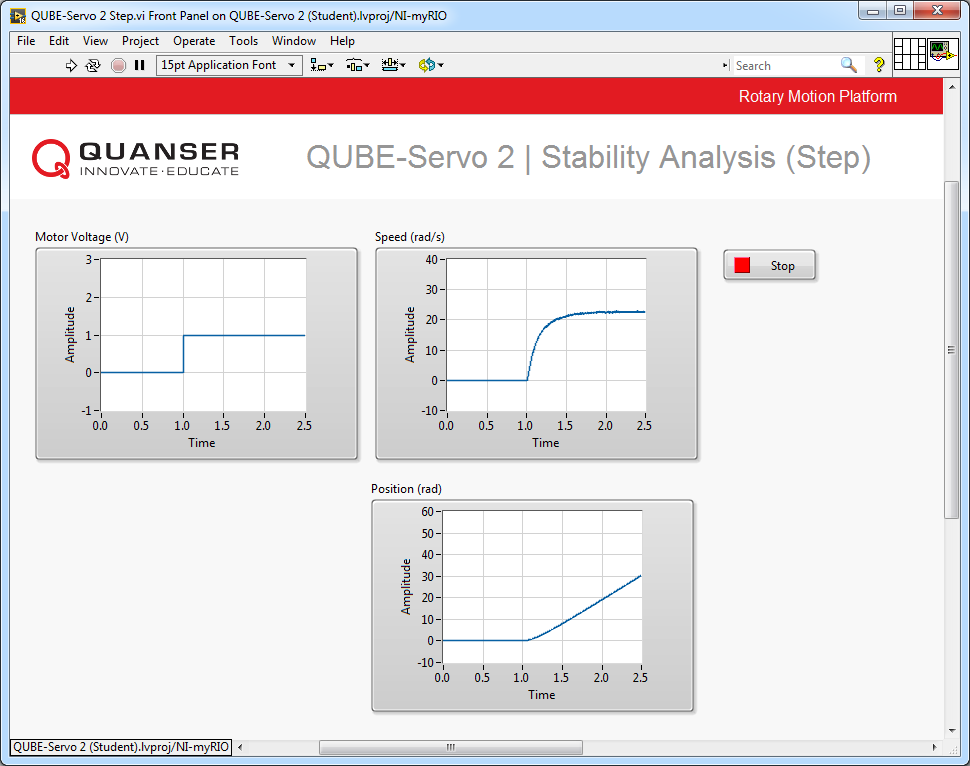 QUBE-Servo 2 Step.vi Front Panel on QUBE-Servo 2 (Student).lvproj/NI-myRIO
File Edit View Project Operate Tools Window Help
15pt Application Font
Search
Rotary Motion Platform
QUANSER
INNOVATE·EDUCATE
QUBE-Servo 2 | Stability Analysis (Step)
Motor Voltage (V)
3
2
1
0
-1
Amplitude
0.0 0.5 1.0 1.5 2.0 2.5
Time
Speed (rad/s)
40
30
20
10
0
-10
Amplitude
0.0 0.5 1.0 1.5 2.0 2.5
Time
Stop
Position (rad)
60
50
40
30
20
10
0
-10
Amplitude
0.0 0.5 1.0 1.5 2.0 2.5
Time
QUBE-Servo 2 (Student).lvproj/NI-myRIO